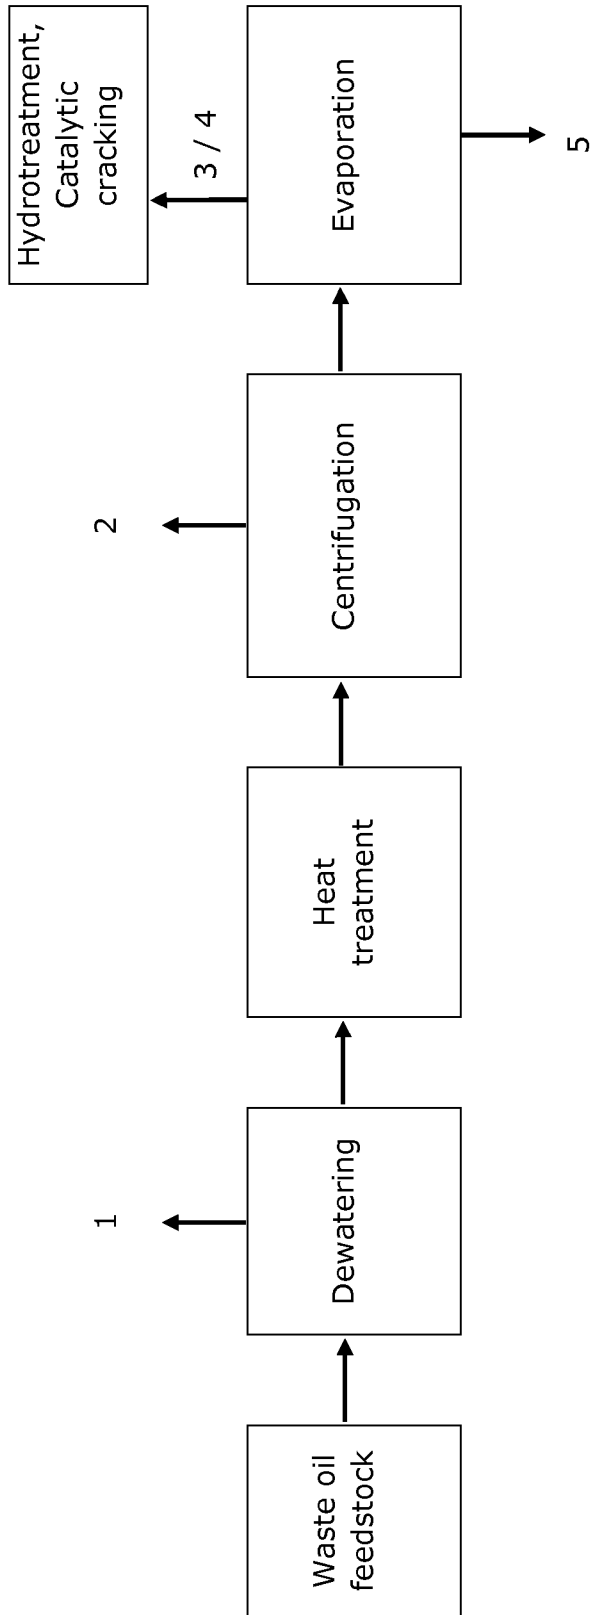 Waste oil
feedstock
Dewatering
1
Heat
treatment
Centrifugation
2
Evaporation
3 / 4
Hydrotreatment,
Catalytic
cracking
5